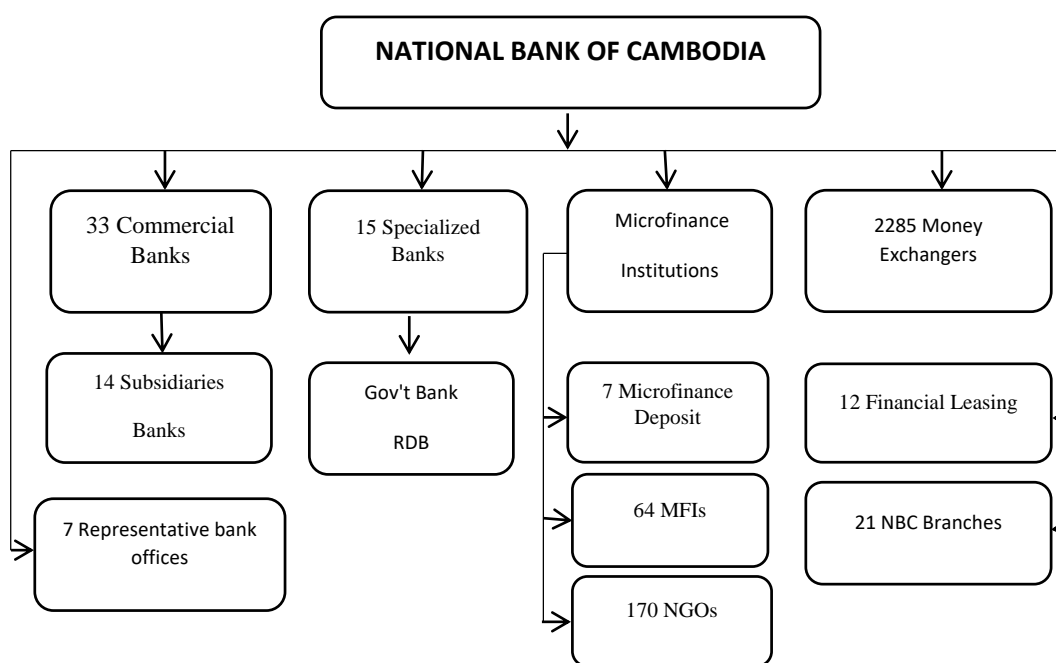 NATIONAL BANK OF CAMBODIA
33 Commercial
Banks
15 Specialized
Banks
Microfinance
Institutions
2285 Money
Exchangers
14 Subsidiaries
Banks
Gov't Bank
RDB
7 Microfinance
Deposit
12 Financial Leasing
7 Representative bank
offices
64 MFIs
21 NBC Branches
170 NGOs